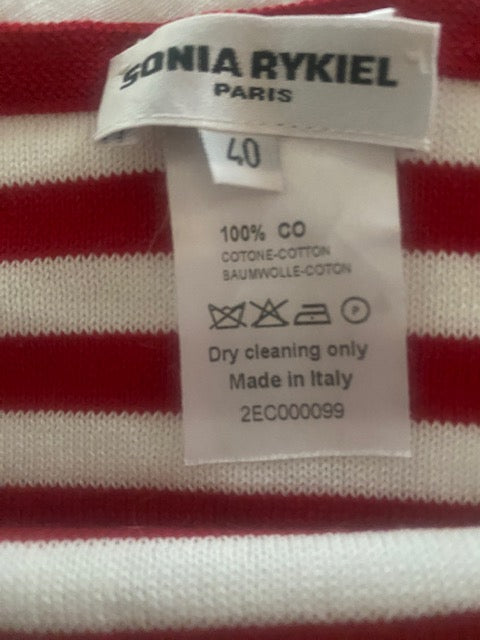 SONIA RYKIEL
PARIS
40
100% CO
COTONE-COTTON
BAUMWOLLE-COTON
P
Dry cleaning only
Made in Italy
2EC000099